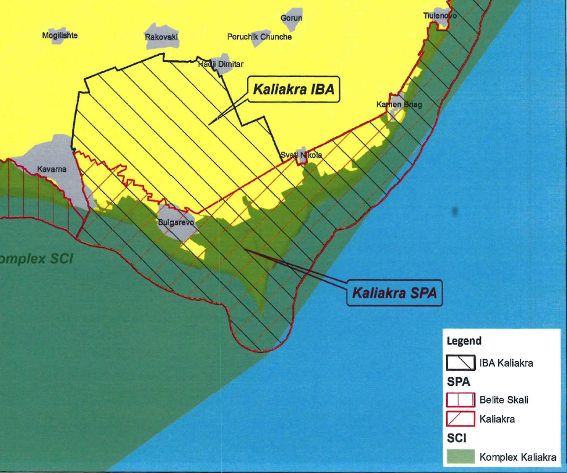 Gorun
Tiulenovo
Mogilishte
Rakovski
Poruchik Chunche
Hadji Dimitar
Kaliakra IBA
Kamen Briag
Kavarna
Sveti Nikola
Bulgarevo
omplex SCI
Kaliakra SPA
Legend
IBA Kaliakra
SPA
Belite Skali
Kaliakra
SCI
Komplex Kaliakra